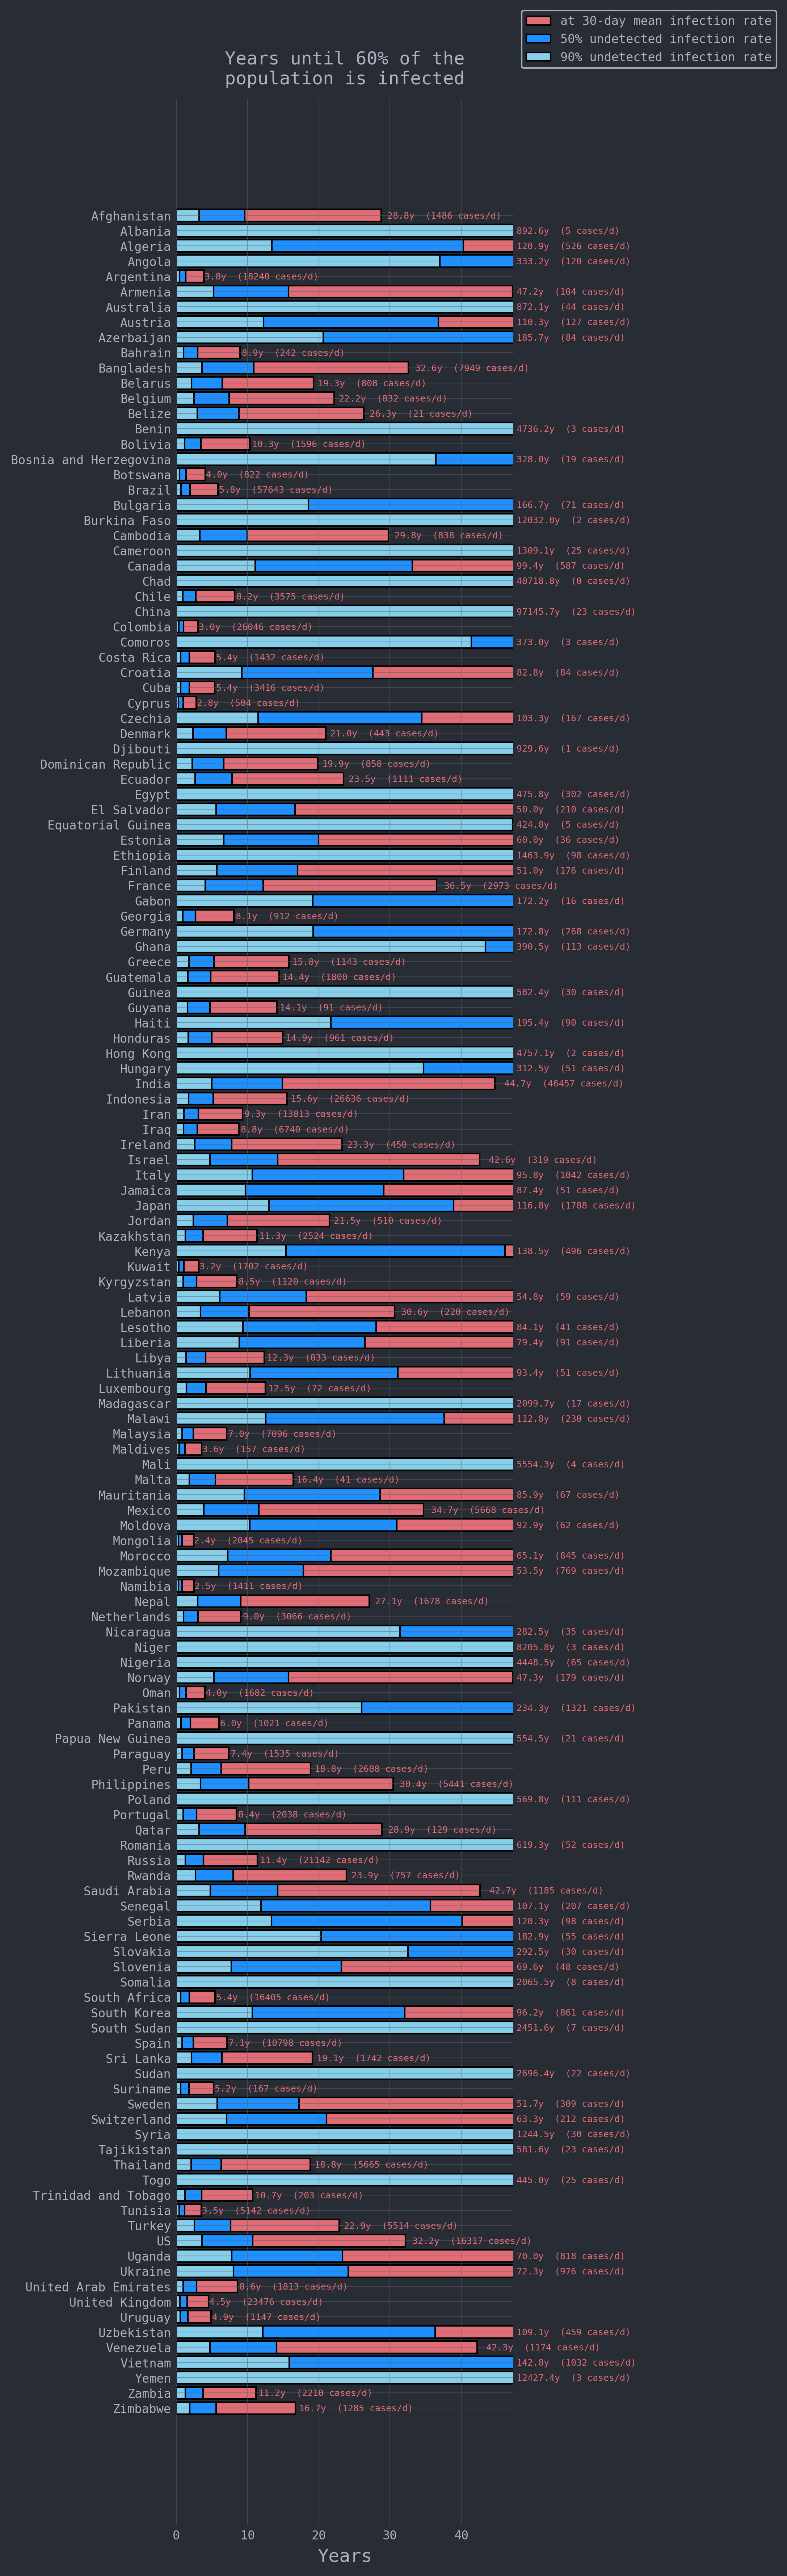 at 30-day mean infection rate
50% undetected infection rate
90% undetected infection rate
Years until 60% of the
population is infected
Afghanistan 28.8y (1486 cases/d)
Albania 892.6y (5 cases/d)
Algeria 120.9y (526 cases/d)
Angola 333.2y (120 cases/d)
Argentina 3.8y (18240 cases/d)
Armenia 47.2y (104 cases/d)
Australia 872.1y (44 cases/d)
Austria 110.3y (127 cases/d)
Azerbaijan 185.7y (84 cases/d)
Bahrain 8.9y (242 cases/d)
Bangladesh 32.6y (7949 cases/d)
Belarus 19.3y (808 cases/d)
Belgium 22.2y (832 cases/d)
Belize 26.3y (21 cases/d)
Benin 4736.2y (3 cases/d)
Bolivia 10.3y (1596 cases/d)
Bosnia and Herzegovina 328.0y (19 cases/d)
Botswana 4.0y (822 cases/d)
Brazil 5.8y (57643 cases/d)
Bulgaria 166.7y (71 cases/d)
Burkina Faso 12032.0y (2 cases/d)
Cambodia 29.8y (838 cases/d)
Cameroon 1309.1y (25 cases/d)
Canada 99.4y (587 cases/d)
Chad 40718.8y (0 cases/d)
Chile 8.2y (3575 cases/d)
China 97145.7y (23 cases/d)
Colombia 3.0y (26046 cases/d)
Comoros 373.0y (3 cases/d)
Costa Rica 5.4y (1432 cases/d)
Croatia 82.8y (84 cases/d)
Cuba 5.4y (3416 cases/d)
Cyprus 2.8y (504 cases/d)
Czechia 103.3y (167 cases/d)
Denmark 21.0y (443 cases/d)
Djibouti 929.6y (1 cases/d)
Dominican Republic 19.9y (858 cases/d)
Ecuador 23.5y (1111 cases/d)
Egypt 475.8y (302 cases/d)
El Salvador 50.0y (210 cases/d)
Equatorial Guinea 424.8y (5 cases/d)
Estonia 60.0y (36 cases/d)
Ethiopia 1463.9y (98 cases/d)
Finland 51.0y (176 cases/d)
France 36.5y (2973 cases/d)
Gabon 172.2y (16 cases/d)
Georgia 8.1y (912 cases/d)
Germany 172.8y (768 cases/d)
Ghana 390.5y (113 cases/d)
Greece 15.8y (1143 cases/d)
Guatemala 14.4y (1800 cases/d)
Guinea 582.4y (30 cases/d)
Guyana 14.1y (91 cases/d)
Haiti 195.4y (90 cases/d)
Honduras 14.9y (961 cases/d)
Hong Kong 4757.1y (2 cases/d)
Hungary 312.5y (51 cases/d)
India 44.7y (46457 cases/d)
Indonesia 15.6y (26636 cases/d)
Iran 9.3y (13813 cases/d)
Iraq 8.8y (6740 cases/d)
Ireland 23.3y (450 cases/d)
Israel 42.6y (319 cases/d)
Italy 95.8y (1042 cases/d)
Jamaica 87.4y (51 cases/d)
Japan 116.8y (1788 cases/d)
Jordan 21.5y (510 cases/d)
Kazakhstan 11.3y (2524 cases/d)
Kenya 138.5y (496 cases/d)
Kuwait 3.2y (1702 cases/d)
Kyrgyzstan 8.5y (1120 cases/d)
Latvia 54.8y (59 cases/d)
Lebanon 30.6y (220 cases/d)
Lesotho 84.1y (41 cases/d)
Liberia 79.4y (91 cases/d)
Libya 12.3y (833 cases/d)
Lithuania 93.4y (51 cases/d)
Luxembourg 12.5y (72 cases/d)
Madagascar 2099.7y (17 cases/d)
Malawi 112.8y (230 cases/d)
Malaysia 7.0y (7096 cases/d)
Maldives 3.6y (157 cases/d)
Mali 5554.3y (4 cases/d)
Malta 16.4y (41 cases/d)
Mauritania 85.9y (67 cases/d)
Mexico 34.7y (5668 cases/d)
Moldova 92.9y (62 cases/d)
Mongolia 2.4y (2045 cases/d)
Morocco 65.1y (845 cases/d)
Mozambique 53.5y (769 cases/d)
Namibia 2.5y (1411 cases/d)
Nepal 27.1y (1678 cases/d)
Netherlands 9.0y (3066 cases/d)
Nicaragua 282.5y (35 cases/d)
Niger 8205.8y (3 cases/d)
Nigeria 4448.5y (65 cases/d)
Norway 47.3y (179 cases/d)
Oman 4.0y (1682 cases/d)
Pakistan 234.3y (1321 cases/d)
Panama 6.0y (1021 cases/d)
Papua New Guinea 554.5y (21 cases/d)
Paraguay 7.4y (1535 cases/d)
Peru 18.8y (2688 cases/d)
Philippines 30.4y (5441 cases/d)
Poland 569.8y (111 cases/d)
Portugal 8.4y (2038 cases/d)
Qatar 28.9y (129 cases/d)
Romania 619.3y (52 cases/d)
Russia 11.4y (21142 cases/d)
Rwanda 23.9y (757 cases/d)
Saudi Arabia 42.7y (1185 cases/d)
Senegal 107.1y (207 cases/d)
Serbia 120.3y (98 cases/d)
Sierra Leone 182.9y (55 cases/d)
Slovakia 292.5y (30 cases/d)
Slovenia 69.6y (48 cases/d)
Somalia 2065.5y (8 cases/d)
South Africa 5.4y (16405 cases/d)
South Korea 96.2y (861 cases/d)
South Sudan 2451.6y (7 cases/d)
Spain 7.1y (10798 cases/d)
Sri Lanka 19.1y (1742 cases/d)
Sudan 2696.4y (22 cases/d)
Suriname 5.2y (167 cases/d)
Sweden 51.7y (309 cases/d)
Switzerland 63.3y (212 cases/d)
Syria 1244.5y (30 cases/d)
Tajikistan 581.6y (23 cases/d)
Thailand 18.8y (5665 cases/d)
Togo 445.0y (25 cases/d)
Trinidad and Tobago 10.7y (203 cases/d)
Tunisia 3.5y (5142 cases/d)
Turkey 22.9y (5514 cases/d)
US 32.2y (16317 cases/d)
Uganda 70.0y (818 cases/d)
Ukraine 72.3y (976 cases/d)
United Arab Emirates 8.6y (1813 cases/d)
United Kingdom 4.5y (23476 cases/d)
Uruguay 4.9y (1147 cases/d)
Uzbekistan 109.1y (459 cases/d)
Venezuela 42.3y (1174 cases/d)
Vietnam 142.8y (1032 cases/d)
Yemen 12427.4y (3 cases/d)
Zambia 11.2y (2210 cases/d)
Zimbabwe 16.7y (1285 cases/d)
0 10 20 30 40
Years